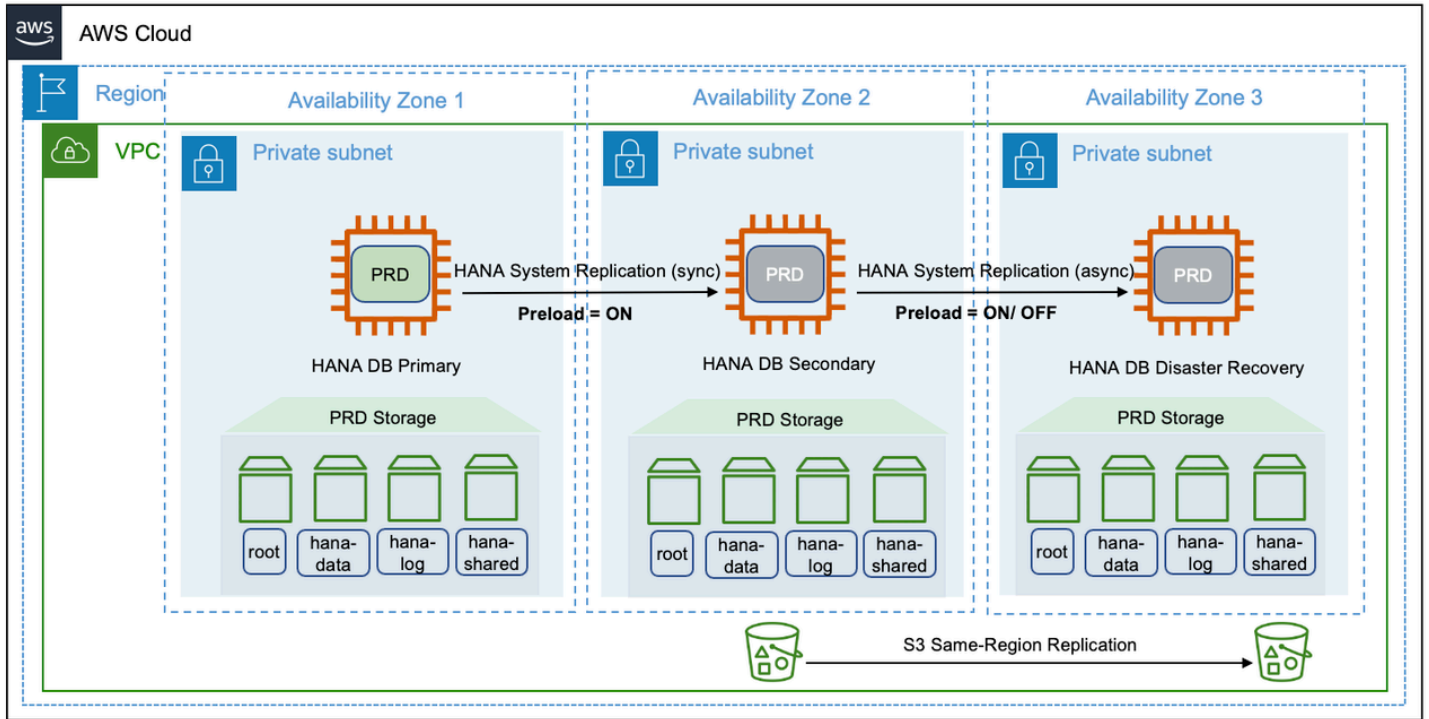 aws
AWS Cloud
Region
Availability Zone 1
Availability Zone 2
Availability Zone 3
VPC
Private subnet
Private subnet
Private subnet
PRD
HANA System Replication (sync)
Preload = ON
PRD
HANA System Replication (async)
Preload = ON/ OFF
PRD
HANA DB Primary
HANA DB Secondary
HANA DB Disaster Recovery
PRD Storage
PRD Storage
PRD Storage
root
hana-
data
hana-
log
hana-
shared
root
hana-
data
hana-
log
hana-
shared
root
hana-
data
hana-
log
hana-
shared
S3 Same-Region Replication